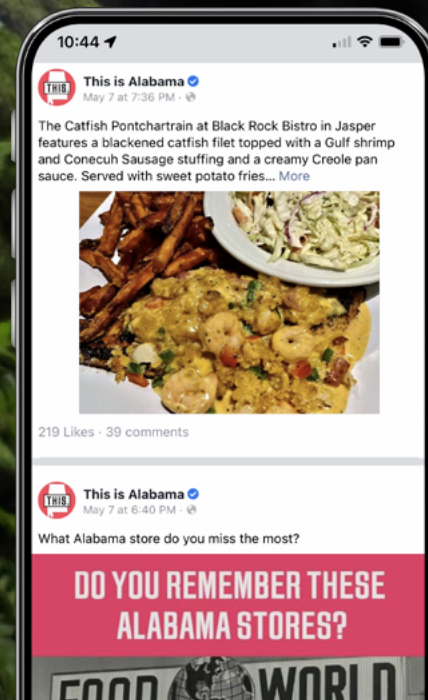 10:44
THIS.
This is Alabama
May 7 at 7:36 PM ·
The Catfish Pontchartrain at Black Rock Bistro in Jasper
features a blackened catfish filet topped with a Gulf shrimp
and Conecuh Sausage stuffing and a creamy Creole pan
sauce. Served with sweet potato fries... More
219 Likes · 39 comments
THIS.
This is Alabama
May 7 at 6:40 PM ·
What Alabama store do you miss the most?
DO YOU REMEMBER THESE
ALABAMA STORES?
FOOD WORLD